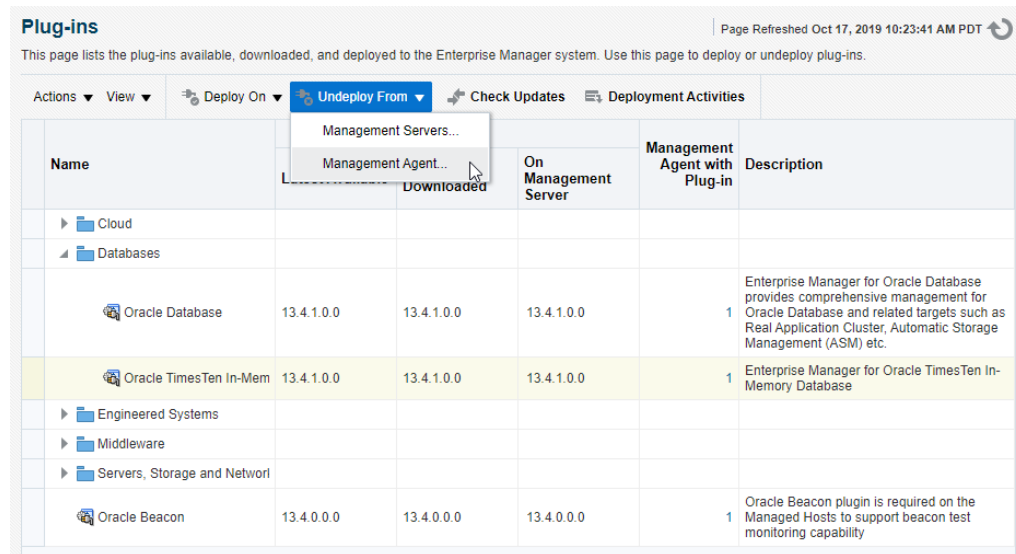 Plug-ins
Page Refreshed Oct 17, 2019 10:23:41 AM PDT
This page lists the plug-ins available, downloaded, and deployed to the Enterprise Manager system. Use this page to deploy or undeploy plug-ins.
Actions View Deploy On Undeploy From Check Updates Deployment Activities
Management Servers...
Management Agent...
Name
Downloaded
On
Management
Server
Management
Agent with
Plug-in
Description
Cloud
Databases
Oracle Database 13.4.1.0.0 13.4.1.0.0 13.4.1.0.0 1
Enterprise Manager for Oracle Database
provides comprehensive management for
Oracle Database and related targets such as
Real Application Cluster, Automatic Storage
Management (ASM) etc.
Oracle TimesTen In-Mem 13.4.1.0.0 13.4.1.0.0 13.4.1.0.0 1
Enterprise Manager for Oracle TimesTen In-
Memory Database
Engineered Systems
Middleware
Servers, Storage and Networl
Oracle Beacon 13.4.0.0.0 13.4.0.0.0 13.4.0.0.0 1
Oracle Beacon plugin is required on the
Managed Hosts to support beacon test
monitoring capability